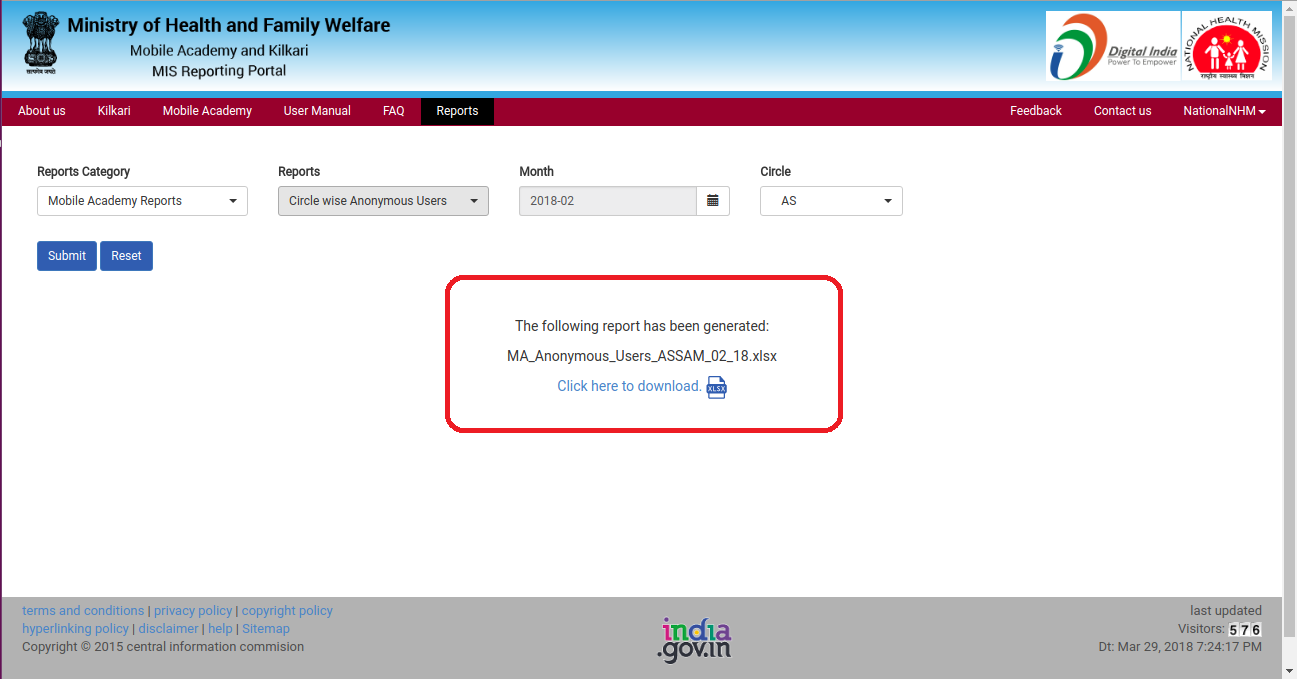 Ministry of Health and Family Welfare
Mobile Academy and Kilkari
MIS Reporting Portal
सत्यमेव जयते
Digital India
Power To Empower
NATIONAL HEALTH MISSION
राष्ट्रीय स्वास्थ्य मिशन
About us Kilkari Mobile Academy User Manual FAQ Reports Feedback Contact us NationalNHM
Reports Category Reports Month Circle
Mobile Academy Reports Circle wise Anonymous Users 2018-02 AS
Submit Reset
The following report has been generated:
MA_Anonymous_Users_ASSAM_02_18.xlsx
Click here to download. XLSX
terms and conditions | privacy policy | copyright policy
hyperlinking policy | disclaimer | help | Sitemap
Copyright © 2015 central information commision
india
.gov.in
last updated
Visitors: 576
Dt: Mar 29, 2018 7:24:17 PM